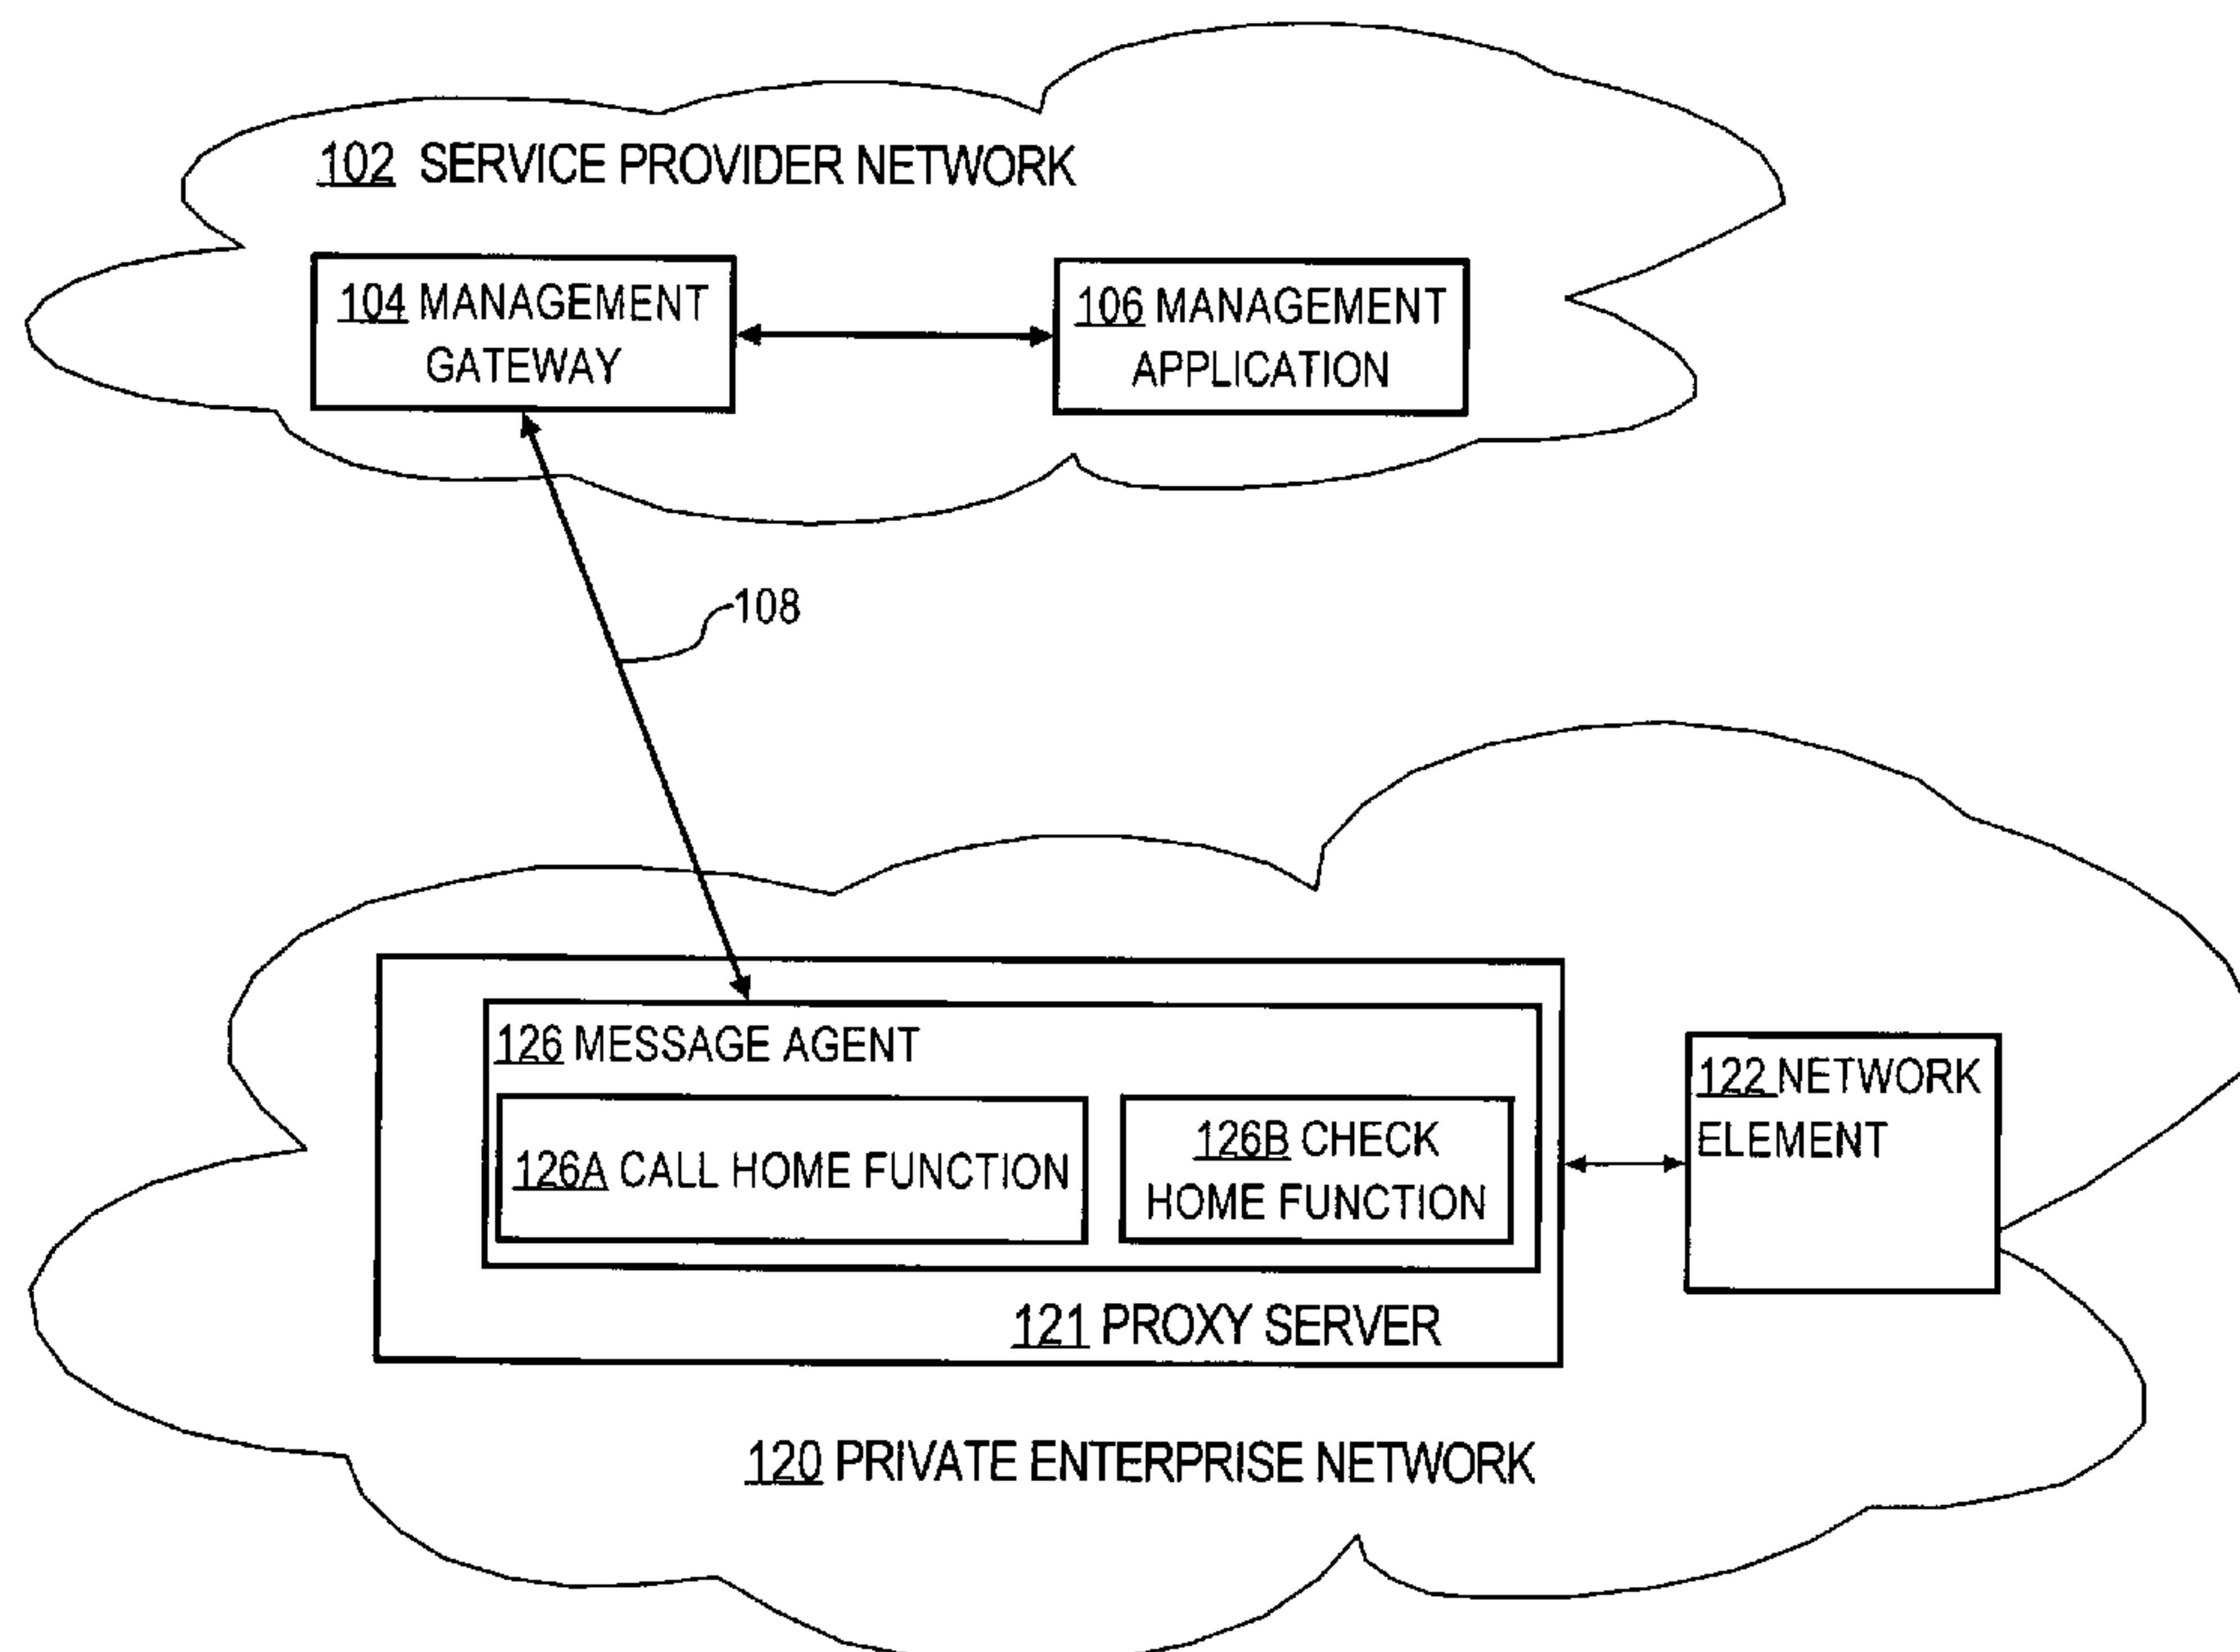 102 SERVICE PROVIDER NETWORK
104 MANAGEMENT
GATEWAY
106 MANAGEMENT
APPLICATION
108
126 MESSAGE AGENT
126A CALL HOME FUNCTION
126B CHECK
HOME FUNCTION
122 NETWORK
ELEMENT
121 PROXY SERVER
120 PRIVATE ENTERPRISE NETWORK